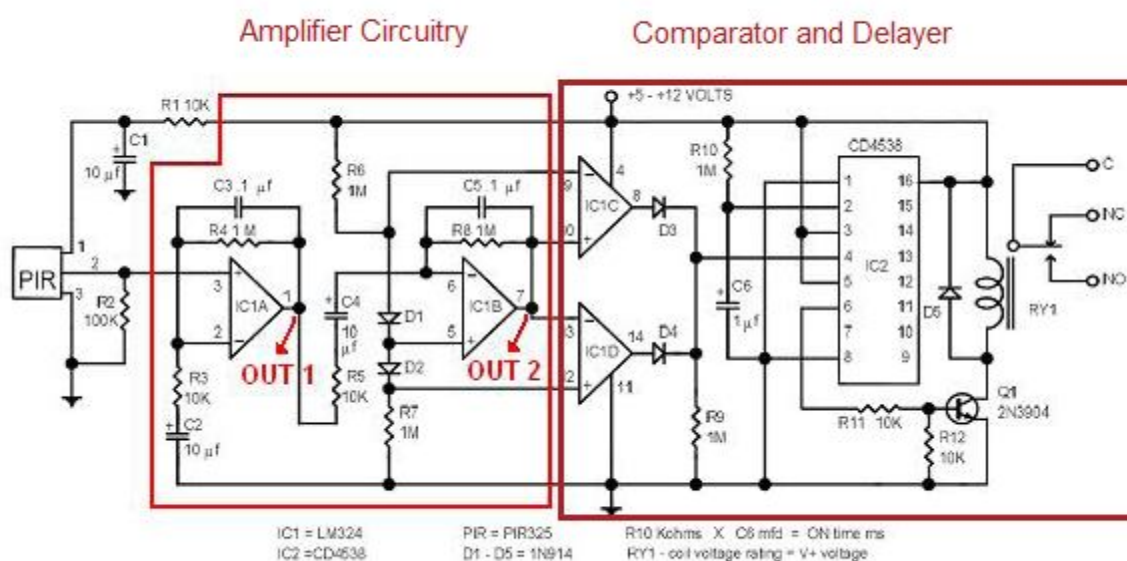 Amplifier Circuitry
Comparator and Delayer
+5 - +12 VOLTS
R1 10K
C1
10 µf
+
R6
1M
C3 .1 µf
R4 1 M
C5 .1 µf
R8 1M
R10
1M
CD4538
C
NC
NO
PIR
1
2
3
R2
100K
3
2
1
IC1A
+
−
OUT 1
R3
10K
C2
10 µf
+
C4
10
µf
+
R5
10K
D1
D2
R7
1M
6
5
7
IC1B
−
+
OUT 2
9
0
4
8
IC1C
−
+
D3
3
2
14
11
IC1D
−
+
D4
R9
1M
C6
1µf
+
1
2
3
4
5
6
7
8
16
15
14
13
12
11
10
9
IC2
D5
RY1
R11 10K
R12
10K
Q1
2N3904
IC1 = LM324
PIR = PIR325
R10 Kohms X C6 mfd = ON time ms
IC2 =CD4538
D1 - D5 = 1N914
RY1 - coil voltage rating = V+ voltage